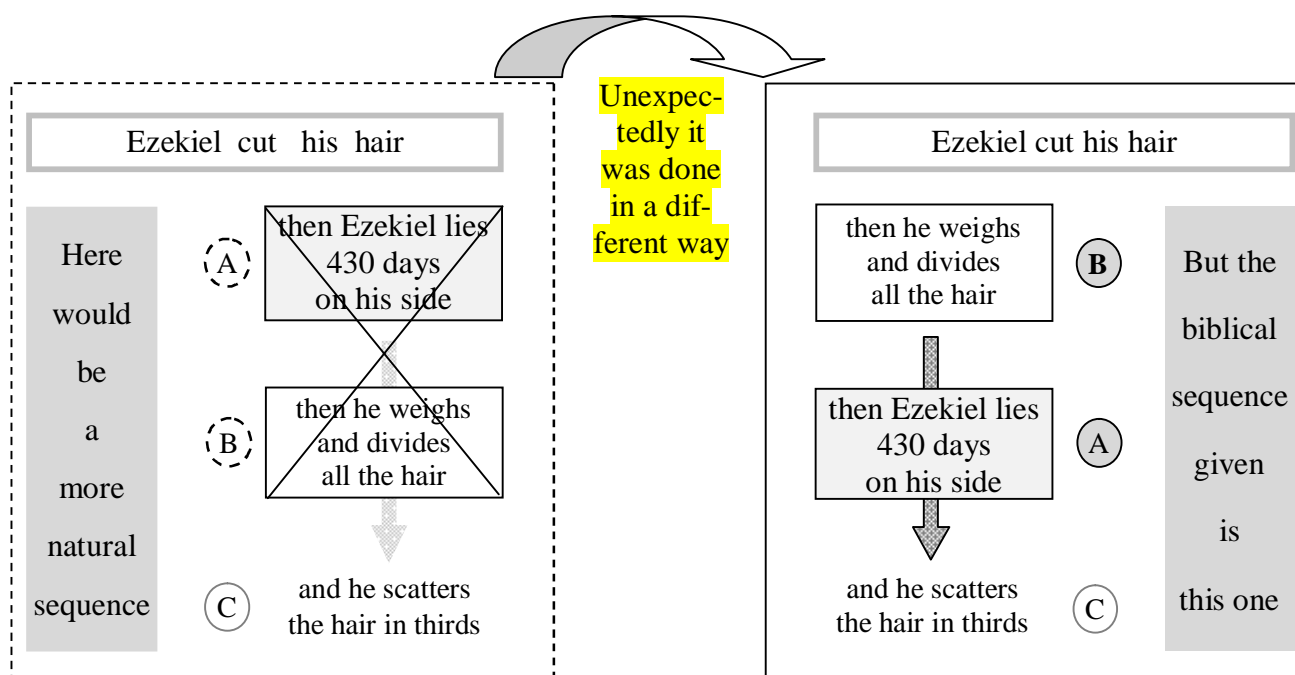 Ezekiel cut his hair
Here
would
be
a
more
natural
sequence
A
then Ezekiel lies
430 days
on his side
B
then he weighs
and divides
all the hair
C
and he scatters
the hair in thirds
Unexpec-
tedly it
was done
in a dif-
ferent way
Ezekiel cut his hair
then he weighs
and divides
all the hair
B
then Ezekiel lies
430 days
on his side
A
and he scatters
the hair in thirds
C
But the
biblical
sequence
given
is
this one